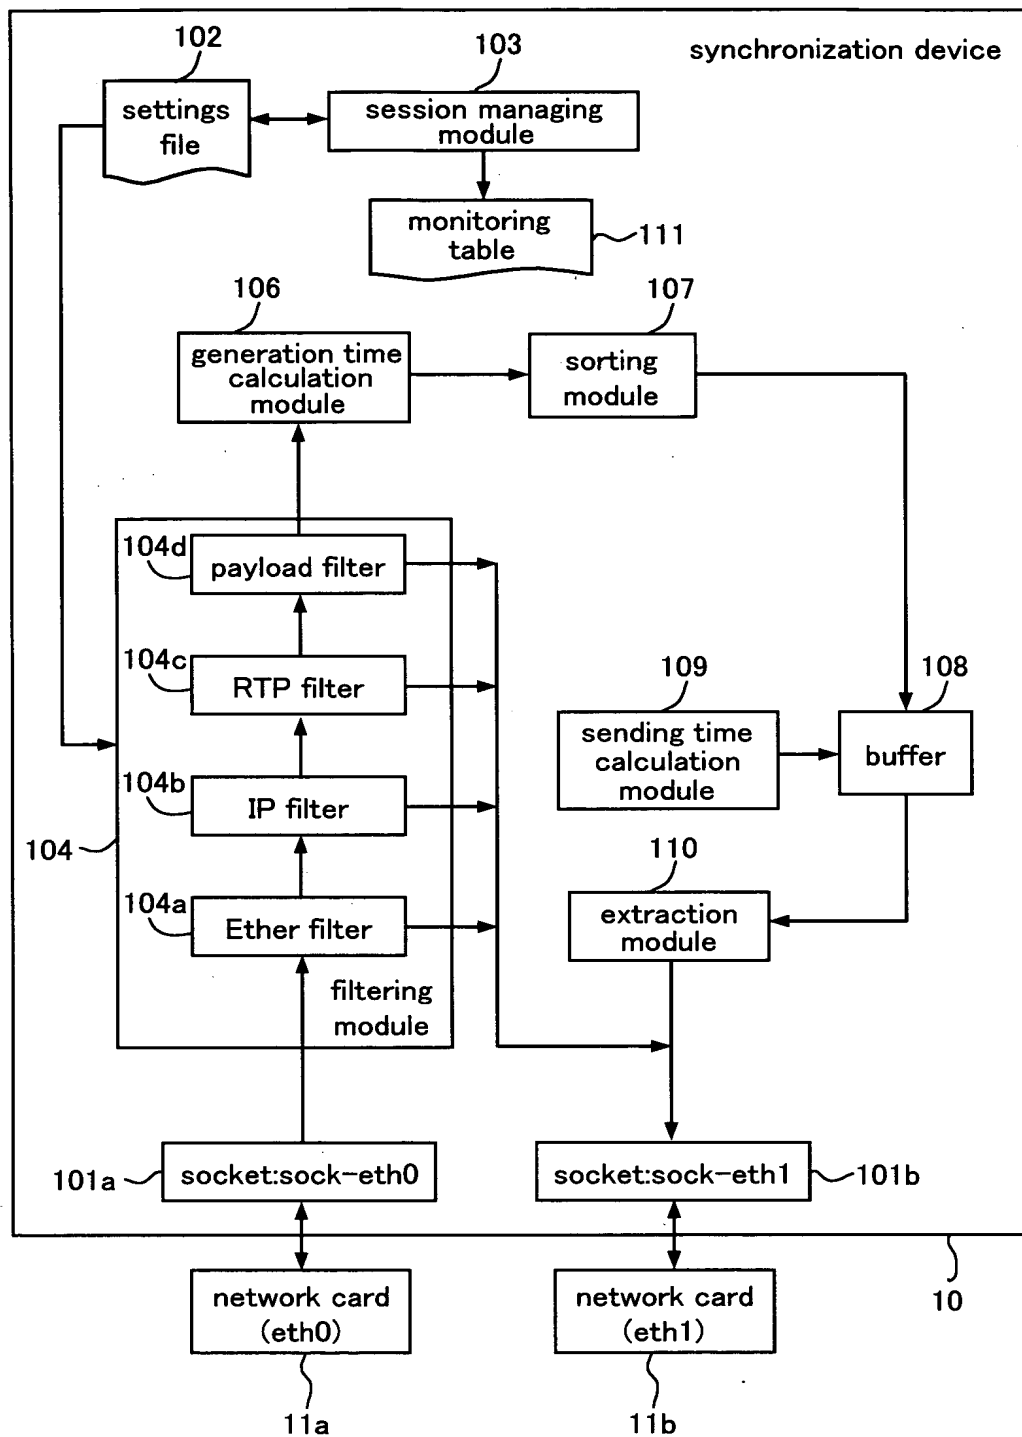 102
103
synchronization device
settings
file
session managing
module
monitoring
table
111
106
107
generation time
calculation
module
sorting
module
104d
payload filter
104c
RTP filter
109
108
sending time
calculation
module
buffer
104b
IP filter
104
110
104a
Ether filter
extraction
module
filtering
module
101a
socket:sock-eth0
socket:sock-eth1
101b
network card
(eth0)
network card
(eth1)
10
11a
11b